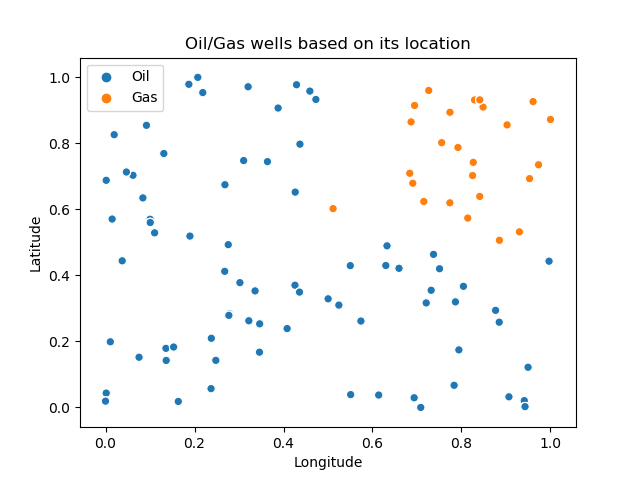 Oil/Gas wells based on its location
Oil
Gas
1.0
0.8
0.6
0.4
0.2
0.0
Latitude
0.0 0.2 0.4 0.6 0.8 1.0
Longitude